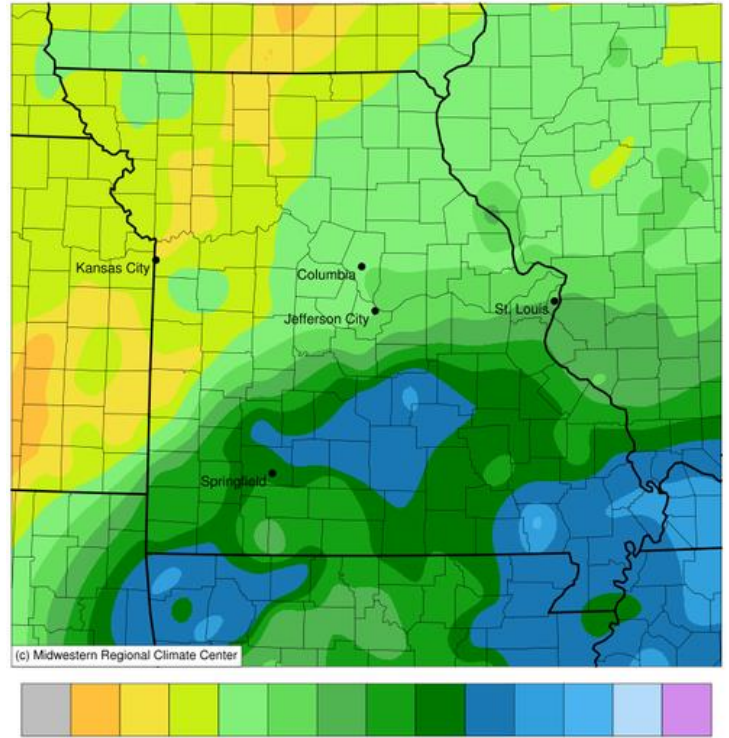 Kansas City
Columbia
Jefferson City
St. Louis
Springfield
(c) Midwestern Regional Climate Center